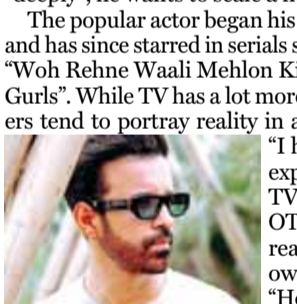 The popular actor began his
and has since starred in serials s
“Woh Rehne Waali Mehlon Ki
Gurls”. While TV has a lot more
ers tend to portray reality in a
“I h
exp
TV
OT
rea
ow
“He